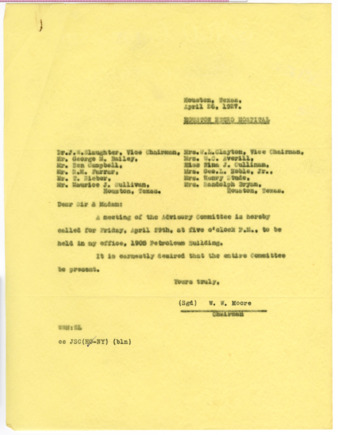 Houston, Texas,
April 26, 1927.
HOUSTON NEGRO HOSPITAL
Dr. J.W.Slaughter, Vice Chairman,
Mr. George S. Bailey,
Mr. Ben Campbell,
Mr. R.M. Farrar,
Mr. E. Sieber,
Mr. Maurice J. Sullivan,
Houston, Texas.
Mrs. W.L.Clayton, Vice Chairman,
Mrs. W.C. Averill,
Miss Nina J. Cullinan,
Mrs. Geo.L. Noble, Jr.,
Mrs. Henry Stude,
Mrs. Randolph Bryan,
Houston, Texas.
Dear Sir & Madam:
A meeting of the Advisory Committee is hereby
called for Friday, April 29th, at five o'clock P.M., to
be held in my office, 1908 Petroleum Building.
It is earnestly desired that the entire Committee
be present.
Yours truly,
(Sgd) W. W. Moore
Chairman
cc JSC(-NY) (bln)